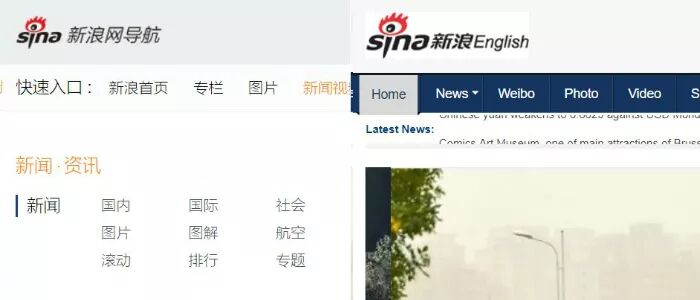 sina 新浪网导航
快速入口： 新浪首页 专栏 图片 新闻视
新闻·资讯
新闻 国内 国际 社会
图片 图解 航空
滚动 排行 专题
sina新浪English
Home News Weibo Photo Video S
Latest News:
Chinese yuan weakens to 6.8625 against USD Mond
Comics Art Museum, one of main attractions of Bruss